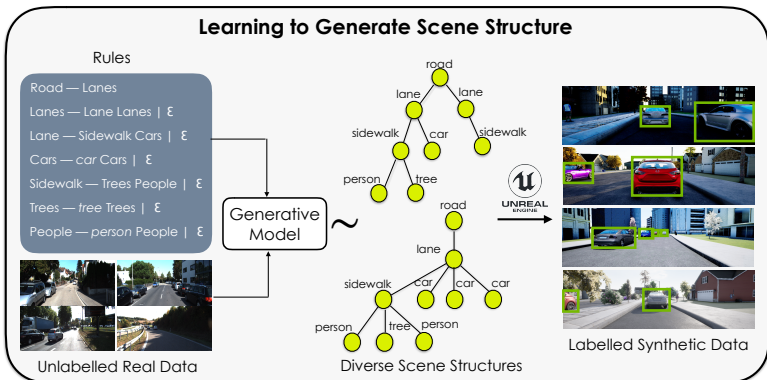 Learning to Generate Scene Structure
Rules
Road — Lanes
Lanes — Lane Lanes | Ɛ
Lane — Sidewalk Cars | Ɛ
Cars — car Cars | Ɛ
Sidewalk — Trees People | Ɛ
Trees — tree Trees | Ɛ
People — person People | Ɛ
Unlabelled Real Data
Generative
Model
~
road
lane
lane
sidewalk
car
sidewalk
person
tree
road
lane
sidewalk
car
car
car
person
tree
person
Diverse Scene Structures
UNREAL
ENGINE
Labelled Synthetic Data